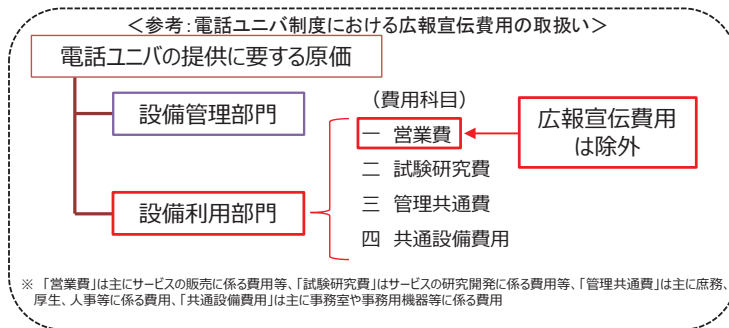 ＜参考：電話ユニバ制度における広報宣伝費用の取扱い＞
電話ユニバの提供に要する原価
設備管理部門
設備利用部門
（費用科目）
一 営業費
二 試験研究費
三 管理共通費
四 共通設備費用
広報宣伝費用
は除外
※ 「営業費」は主にサービスの販売に係る費用等、「試験研究費」はサービスの研究開発に係る費用等、「管理共通費」は主に庶務、
厚生、人事等に係る費用、「共通設備費用」は主に事務室や事務用機器等に係る費用